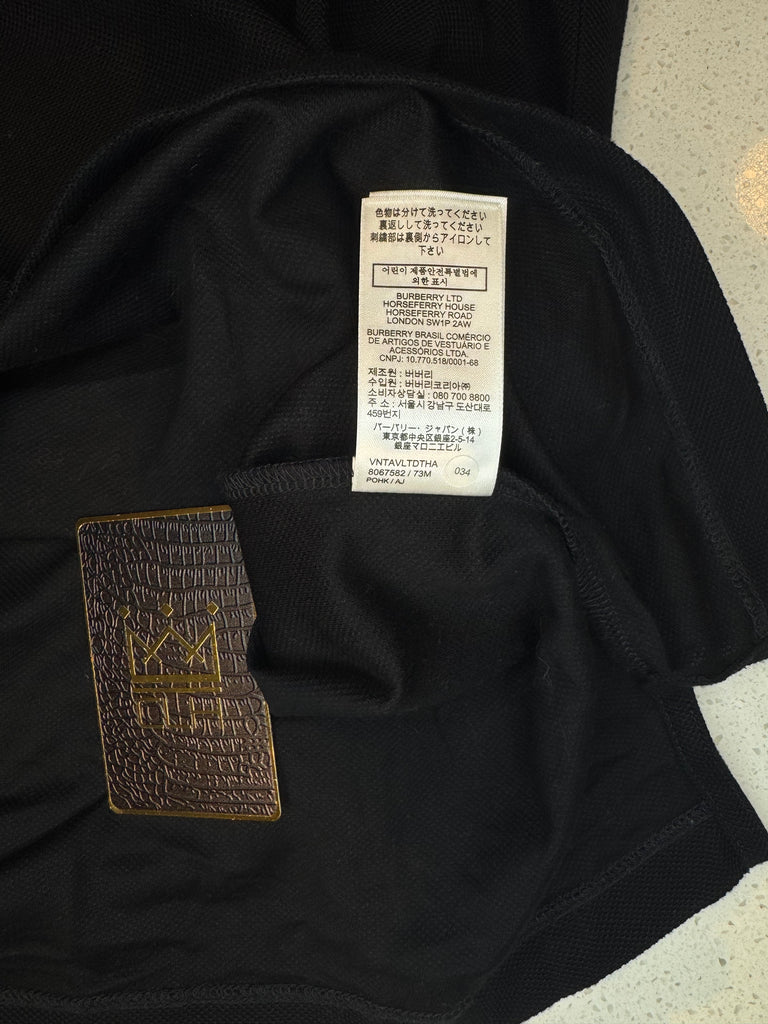 色物は分けて洗ってください
裏返しして洗ってください
刺繍部は裏側からアイロンして
下さい
어린이 제품안전특별법에
의한 표시
BURBERRY LTD
HORSEFERRY HOUSE
HORSEFERRY ROAD
LONDON SW1P 2AW
BURBERRY BRASIL COMÉRCIO
DE ARTIGOS DE VESTUÁRIO E
ACESSÓRIOS LTDA.
CNPJ: 10.770.518/0001-68
제조원 : 버버리
수입원 : 버버리코리아㈜
소비자상담실 : 080 700 8800
주 소 : 서울시 강남구 도산대로
459번지
バーバリー・ジャパン(株)
東京都中央区銀座2-5-14
銀座マロニエビル
VNTAVLTDTHA
8067582 / 73M
POHK / AJ
034